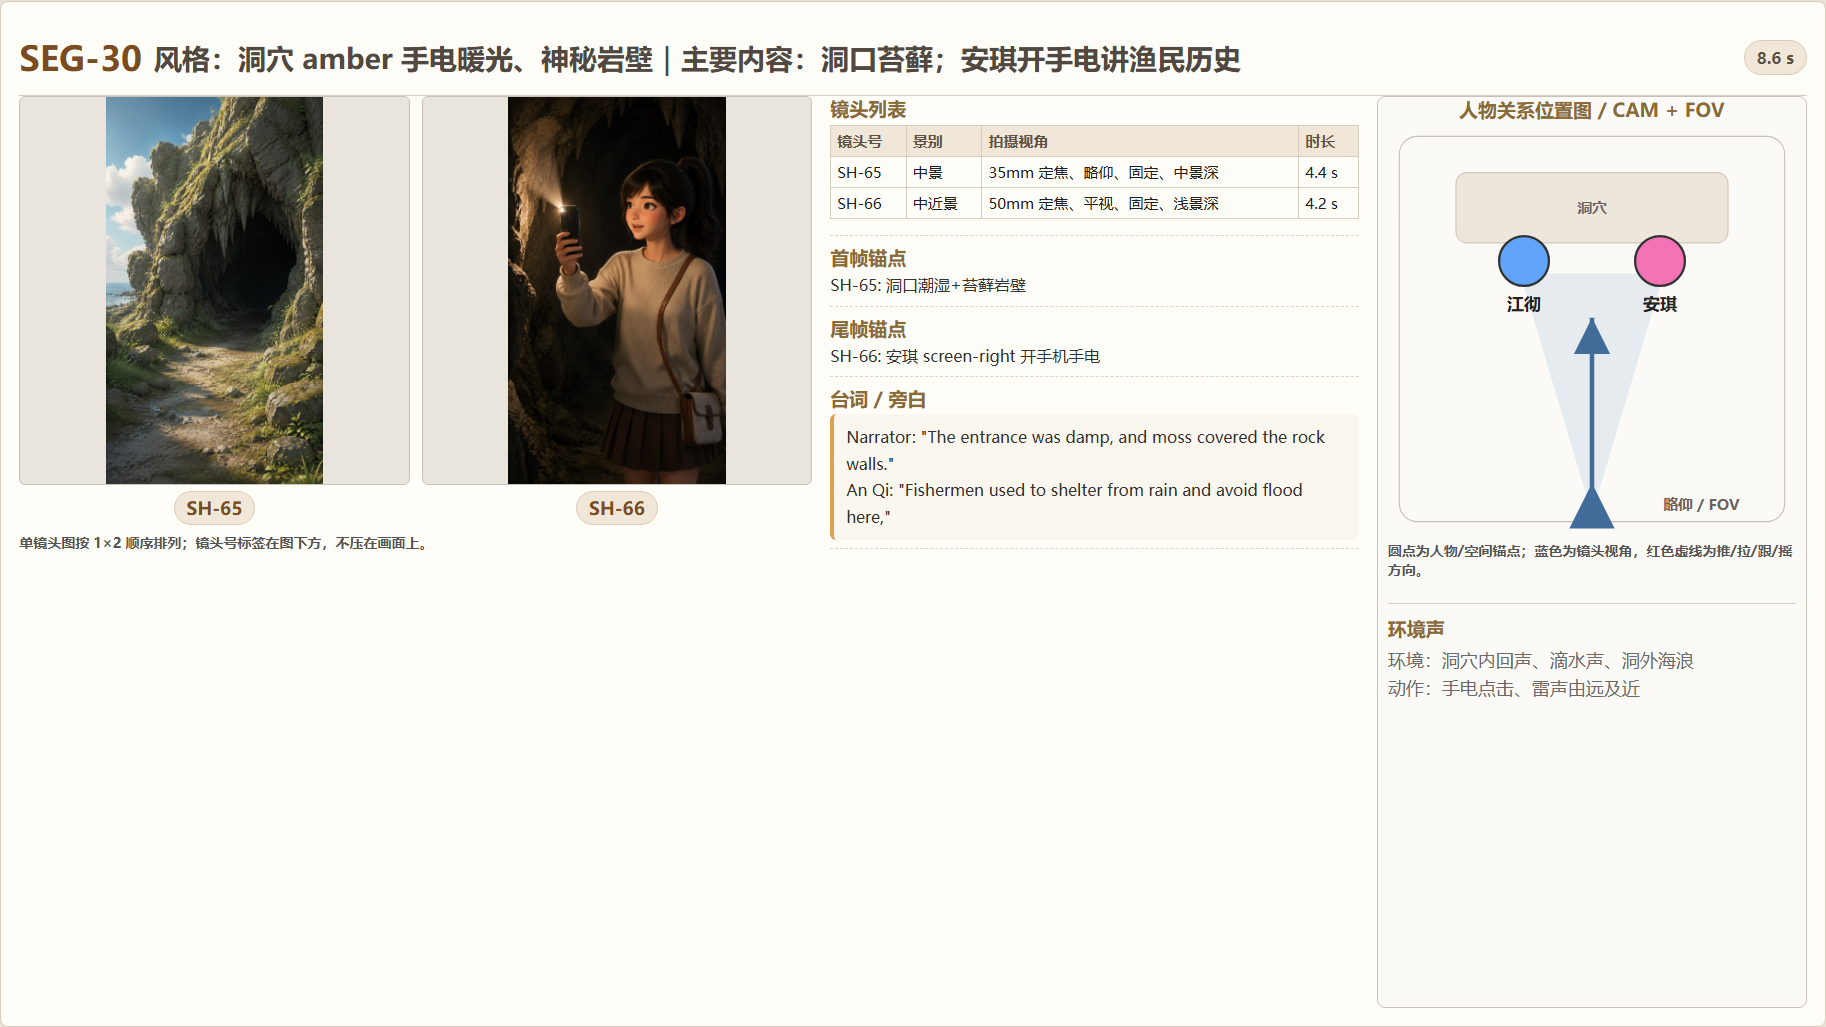 SEG-30 风格：洞穴 amber 手电暖光、神秘岩壁 | 主要内容：洞口苔藓；安琪开手电讲渔民历史
8.6 s
SH-65
SH-66
单镜头图按 1×2 顺序排列；镜头号标签在图下方，不压在画面上。
镜头列表
镜头号 景别 拍摄视角 时长
SH-65 中景 35mm 定焦、略仰、固定、中景深 4.4 s
SH-66 中近景 50mm 定焦、平视、固定、浅景深 4.2 s
首帧锚点
SH-65: 洞口潮湿+苔藓岩壁
尾帧锚点
SH-66: 安琪 screen-right 开手机手电
台词 / 旁白
Narrator: "The entrance was damp, and moss covered the rock
walls."
An Qi: "Fishermen used to shelter from rain and avoid flood
here,"
人物关系位置图 / CAM + FOV
洞穴
江彻
安琪
略仰 / FOV
圆点为人物/空间锚点；蓝色为镜头视角，红色虚线为推/拉/跟/摇
方向。
环境声
环境：洞穴内回声、滴水声、洞外海浪
动作：手电点击、雷声由远及近